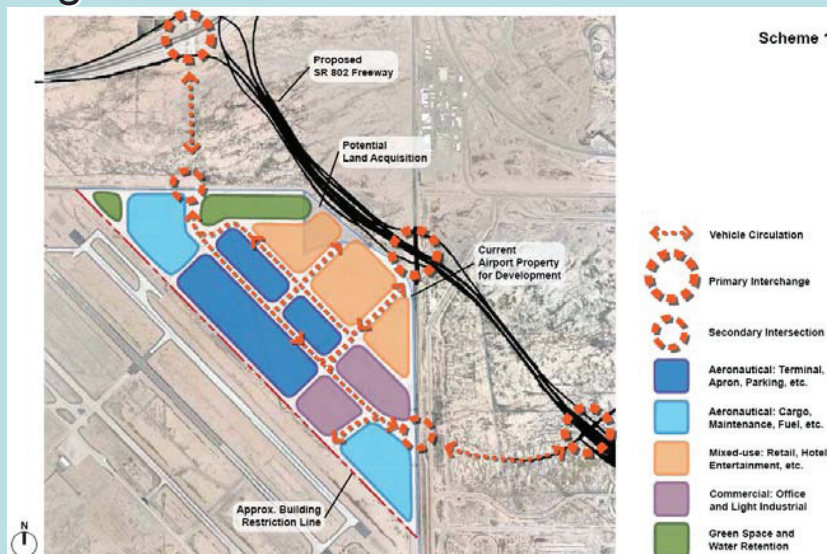 Scheme 1
Proposed
SR 802 Freeway
Potential
Land Acquisition
Current
Airport Property
for Development
Approx. Building
Restriction Line
N
Vehicle Circulation
Primary Interchange
Secondary Intersection
Aeronautical: Terminal,
Apron, Parking, etc.
Aeronautical: Cargo,
Maintenance, Fuel, etc.
Mixed-use: Retail, Hotel
Entertainment, etc.
Commercial: Office
and Light Industrial
Green Space and
Water Retention